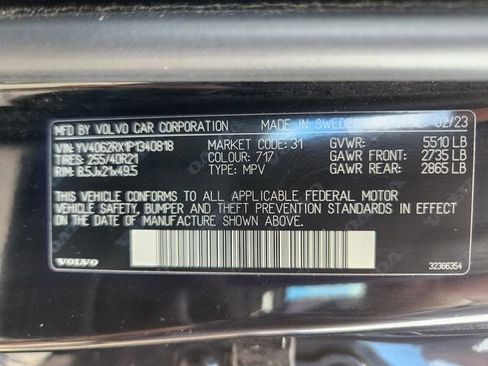 MFD BY VOLVO CAR CORPORATION MADE IN SWEDEN 02/23
VIN: YV4062RX1P1340818 MARKET CODE: 31 GVWR: 5510 LB
TIRES: 255/40R21 COLOUR: 717 GAWR FRONT: 2735 LB
RIM: 8.5Jx21x49.5 TYPE: MPV GAWR REAR: 2865 LB
THIS VEHICLE CONFORMS TO ALL APPLICABLE FEDERAL MOTOR
VEHICLE SAFETY, BUMPER AND THEFT PREVENTION STANDARDS IN EFFECT
ON THE DATE OF MANUFACTURE SHOWN ABOVE.
VOLVO 32366354